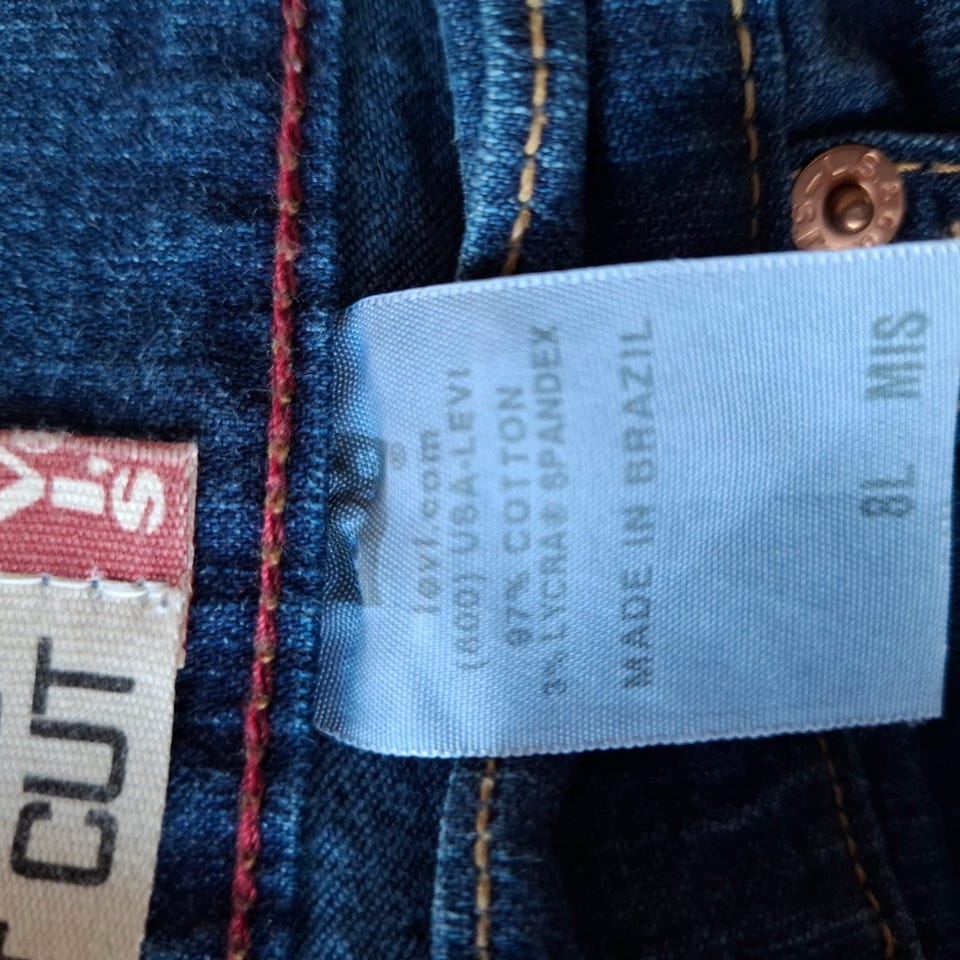 ®
levi.com
(800) USA-LEVI
97% COTTON
3% LYCRA® SPANDEX
MADE IN BRAZIL
8L MIS
CUT